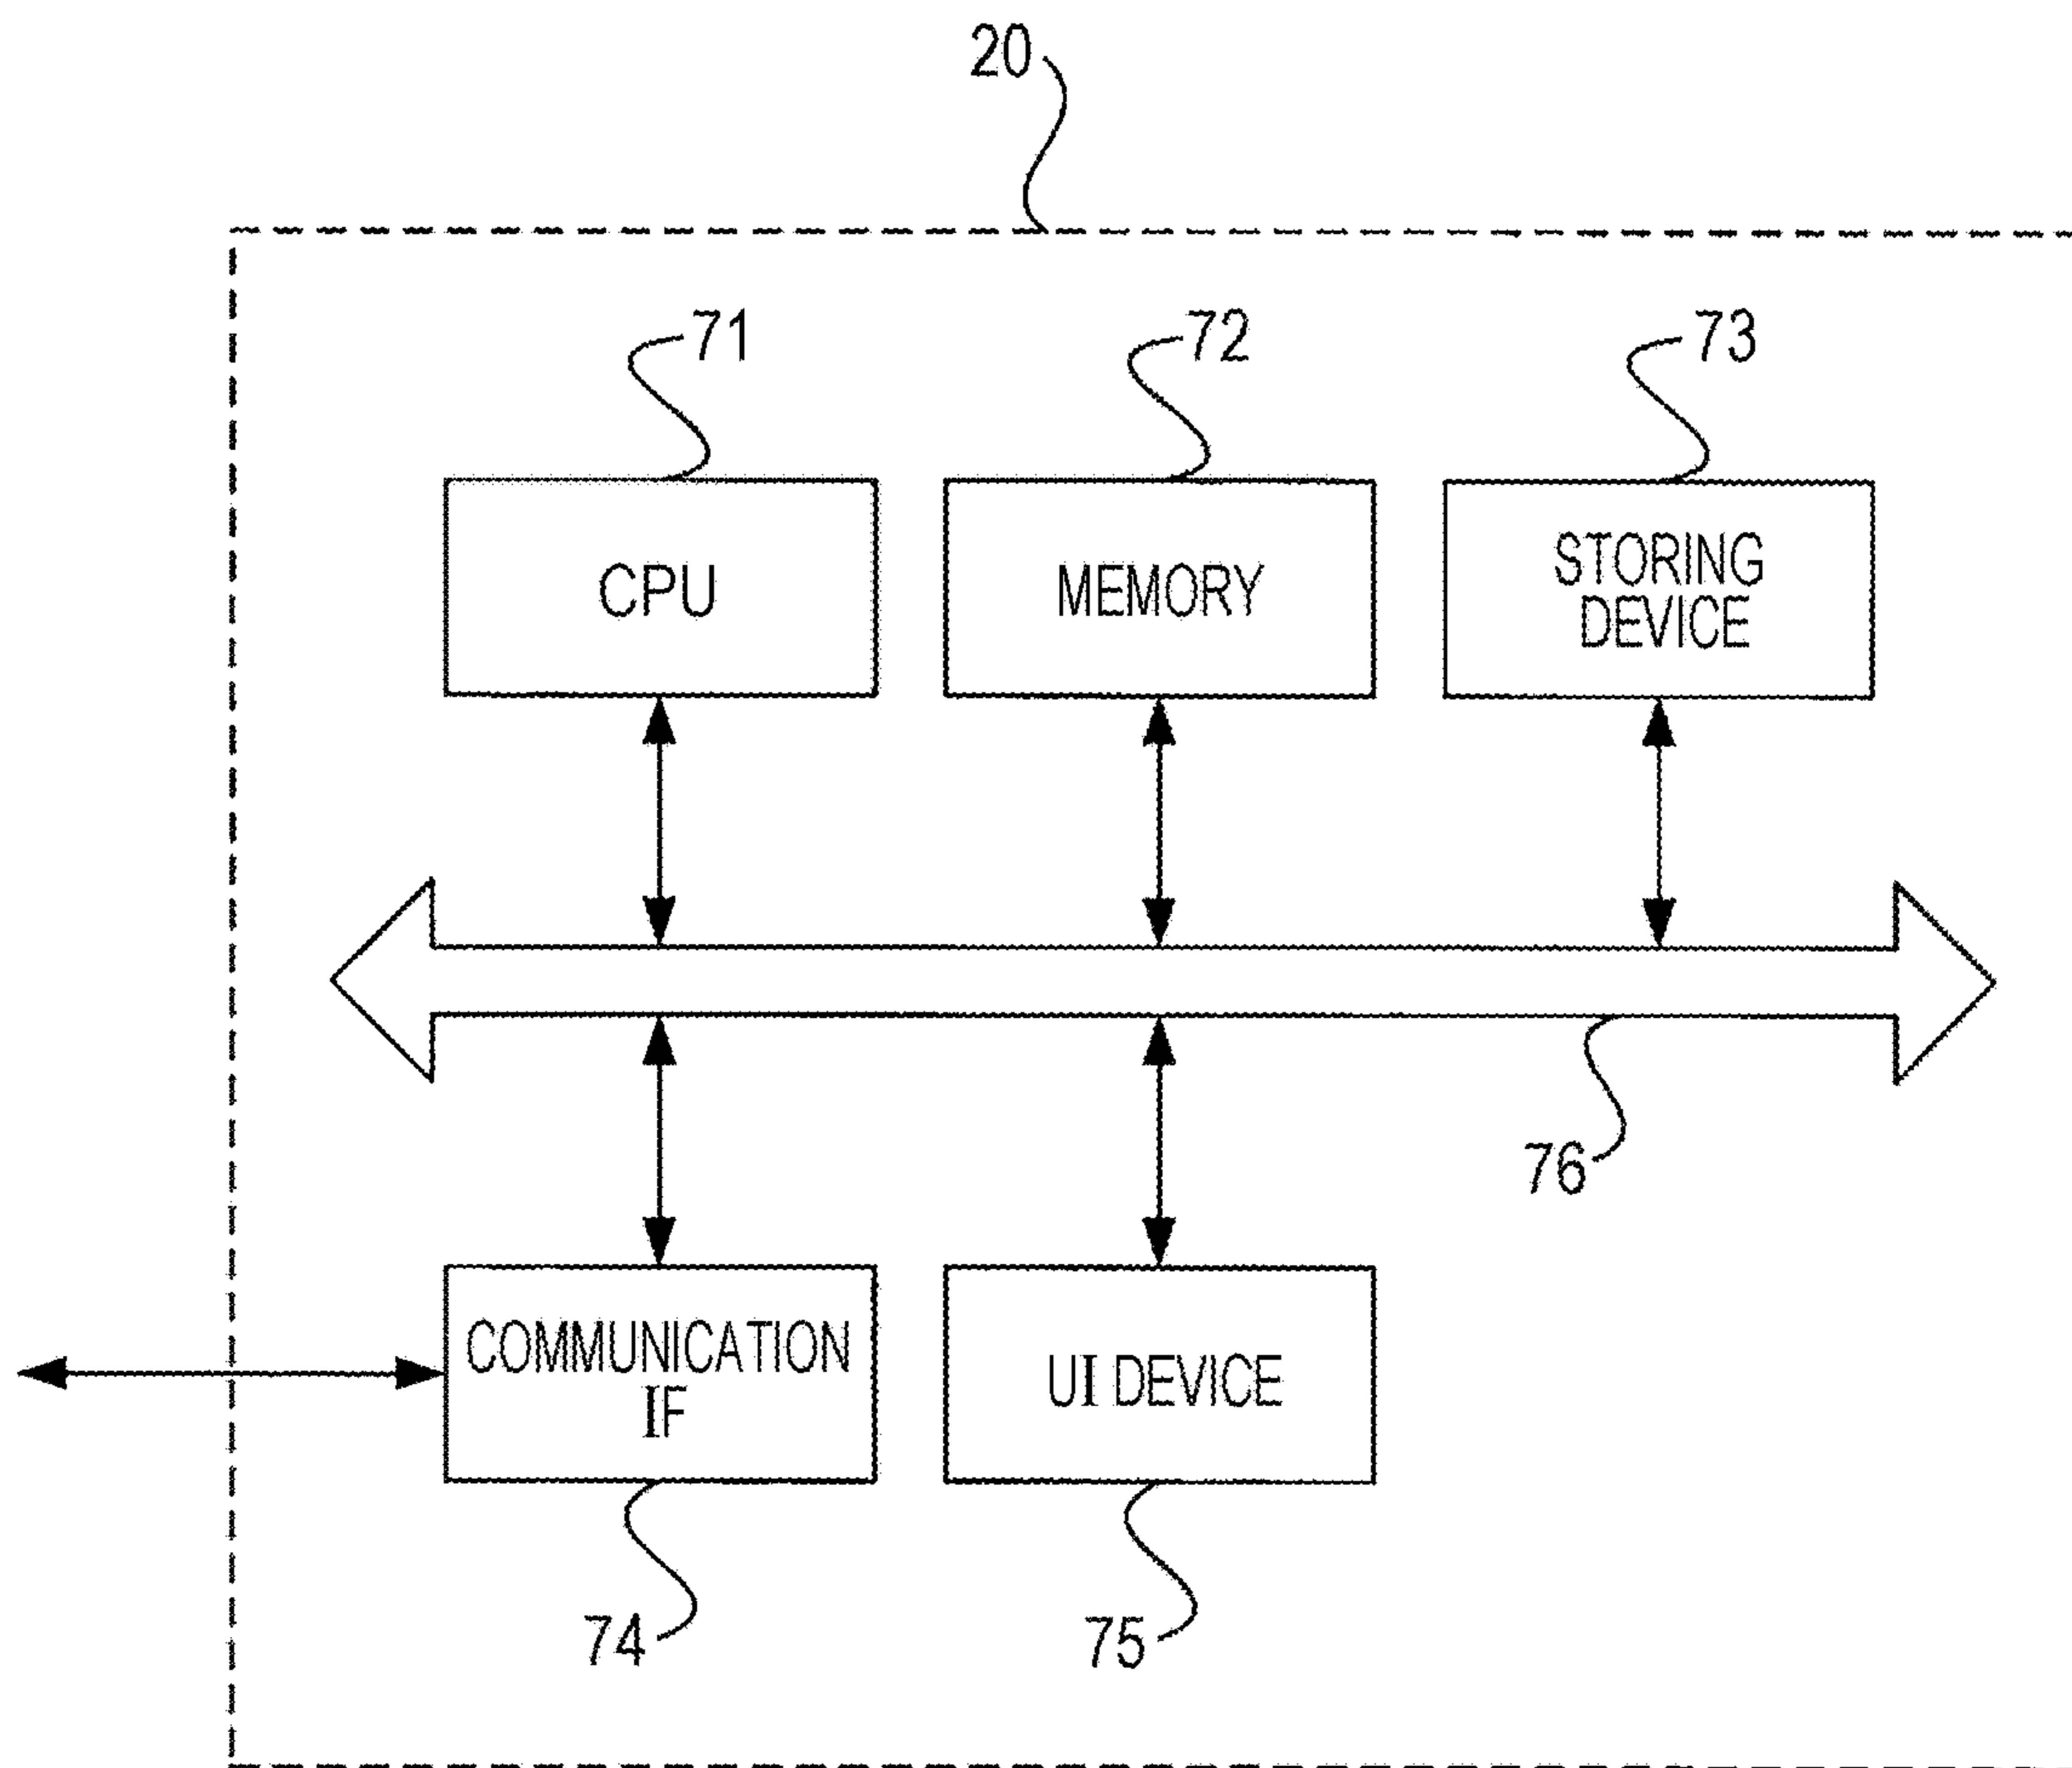 20
71
72
73
CPU
MEMORY
STORING
DEVICE
76
COMMUNICATION
IF
UI DEVICE
74
75